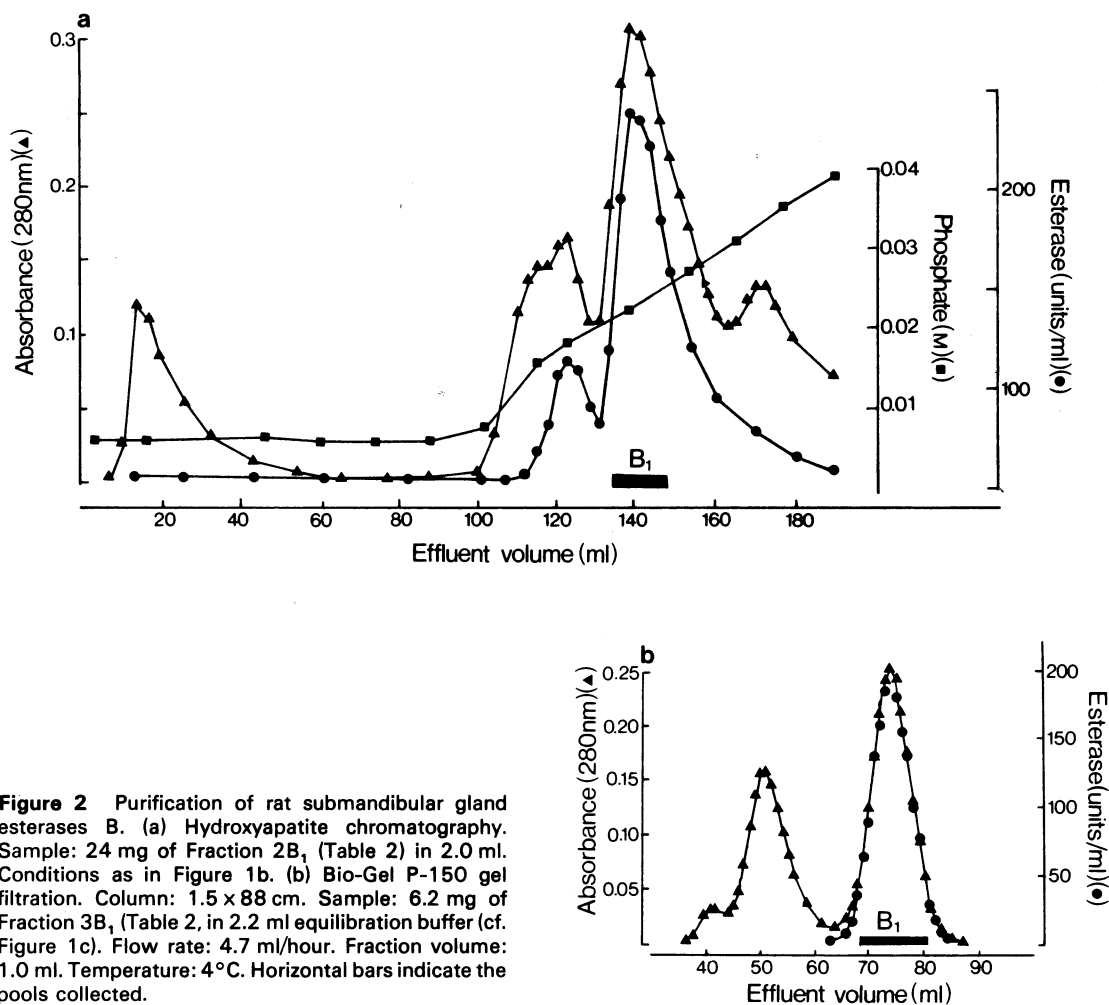 a
0.3
0.2
0.1
Absorbance (280nm)(▲)
20 40 60 80 100 120 140 160 180
Effluent volume (ml)
B₁
0.04
0.03
0.02
0.01
Phosphate (M)(■)
200
100
Esterase (units/ml)(●)
b
0.25
0.20
0.15
0.10
0.05
Absorbance (280nm)(▲)
40 50 60 70 80 90
Effluent volume (ml)
B₁
200
150
100
50
Esterase(units/ml)(●)
Figure 2 Purification of rat submandibular gland
esterases B. (a) Hydroxyapatite chromatography.
Sample: 24 mg of Fraction 2B₁ (Table 2) in 2.0 ml.
Conditions as in Figure 1b. (b) Bio-Gel P-150 gel
filtration. Column: 1.5 × 88 cm. Sample: 6.2 mg of
Fraction 3B₁ (Table 2, in 2.2 ml equilibration buffer (cf.
Figure 1c). Flow rate: 4.7 ml/hour. Fraction volume:
1.0 ml. Temperature: 4°C. Horizontal bars indicate the
pools collected.